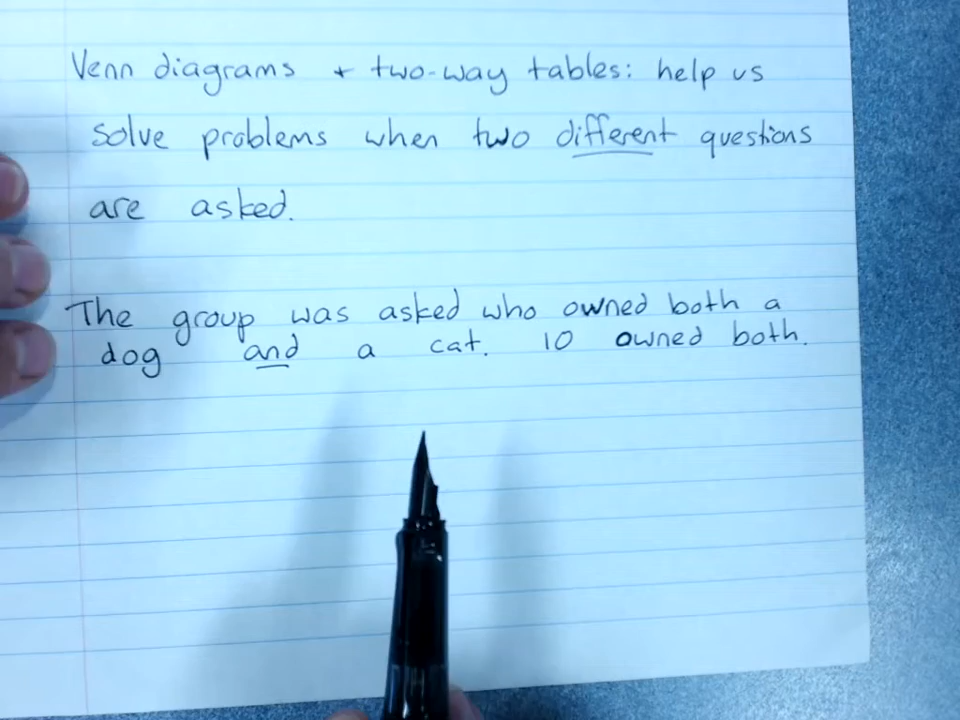 Venn diagrams + two-way tables: help us
solve problems when two different questions
are asked.
The group was asked who owned both a
dog and a cat. 10 owned both.